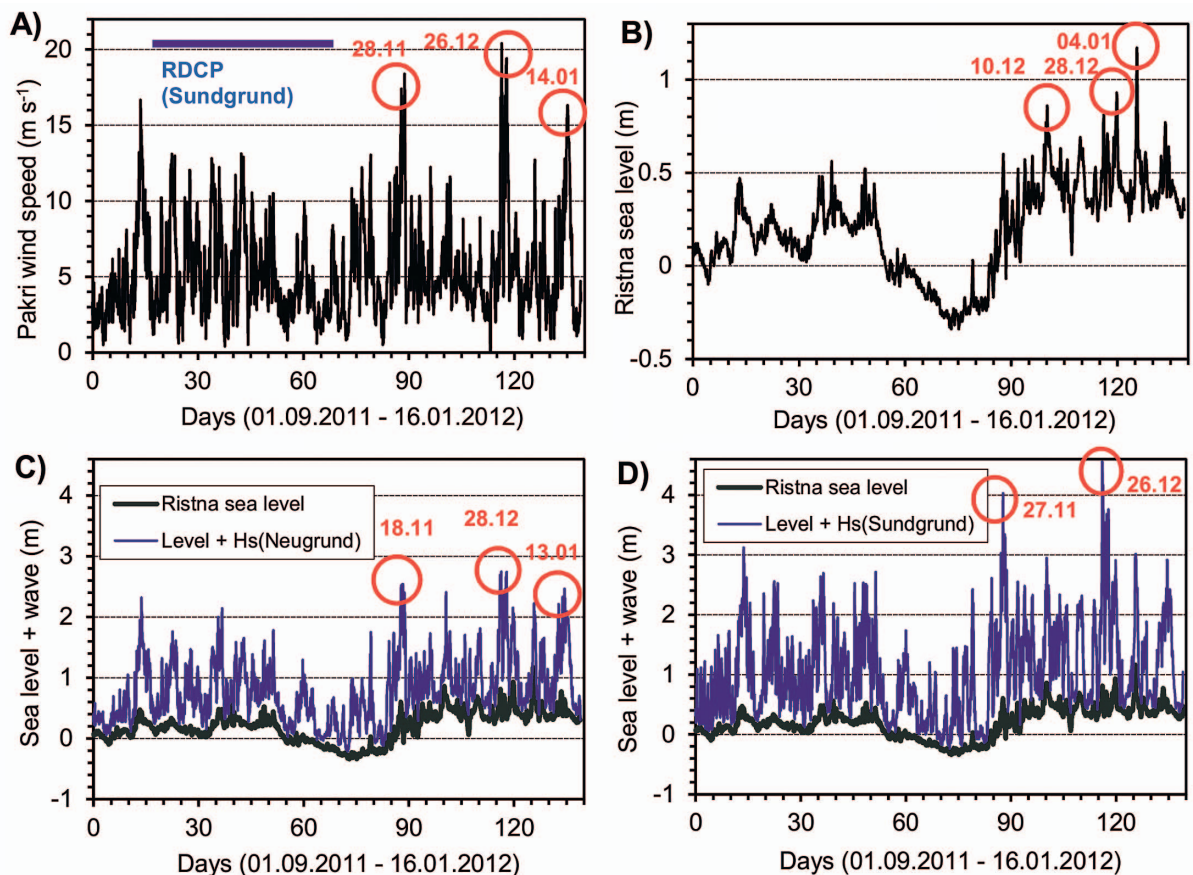 A)
Pakri wind speed (m s⁻¹)
20
15
10
5
0
RDCP
(Sundgrund)
28.11
26.12
14.01
0 30 60 90 120
Days (01.09.2011 - 16.01.2012)
B)
Ristna sea level (m)
1
0.5
0
-0.5
10.12
28.12
04.01
0 30 60 90 120
Days (01.09.2011 - 16.01.2012)
C)
Sea level + wave (m)
4
3
2
1
0
-1
Ristna sea level
Level + Hs(Neugrund)
18.11
28.12
13.01
0 30 60 90 120
Days (01.09.2011 - 16.01.2012)
D)
Sea level + wave (m)
4
3
2
1
0
-1
Ristna sea level
Level + Hs(Sundgrund)
27.11
26.12
0 30 60 90 120
Days (01.09.2011 - 16.01.2012)